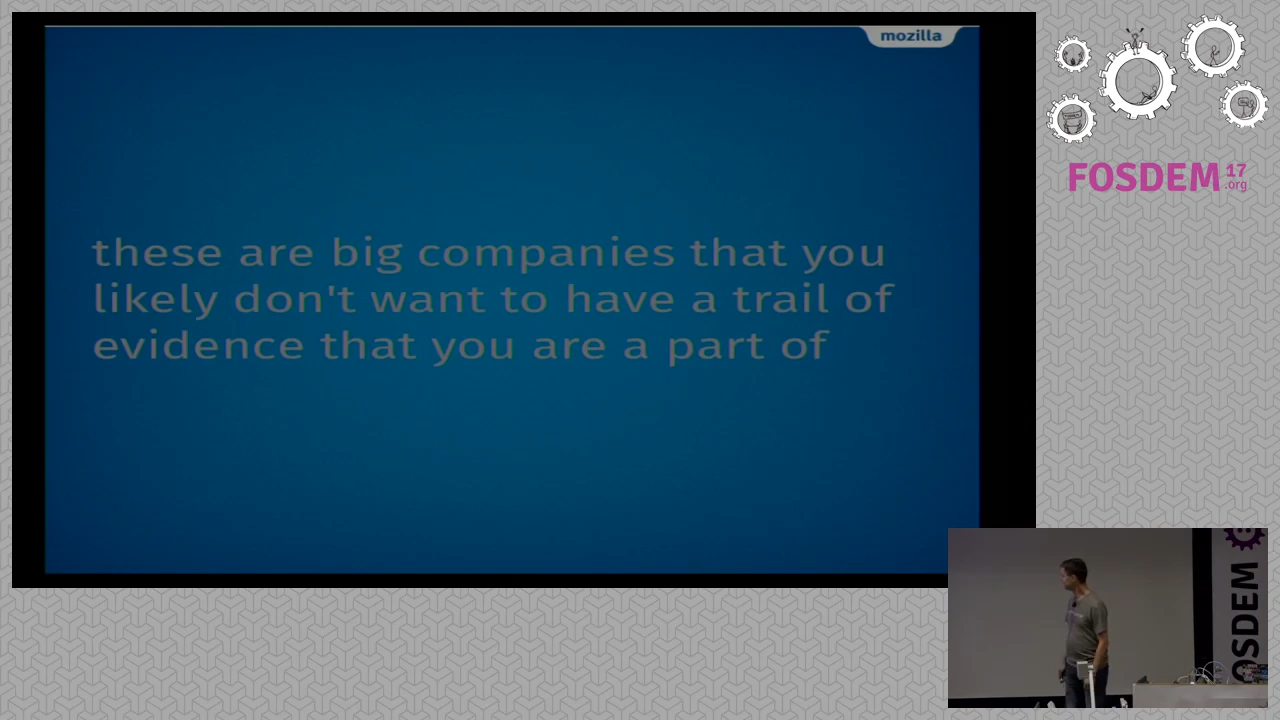 mozilla
these are big companies that you
likely don't want to have a trail of
evidence that you are a part of
FOSDEM 17
.org
OSDEM